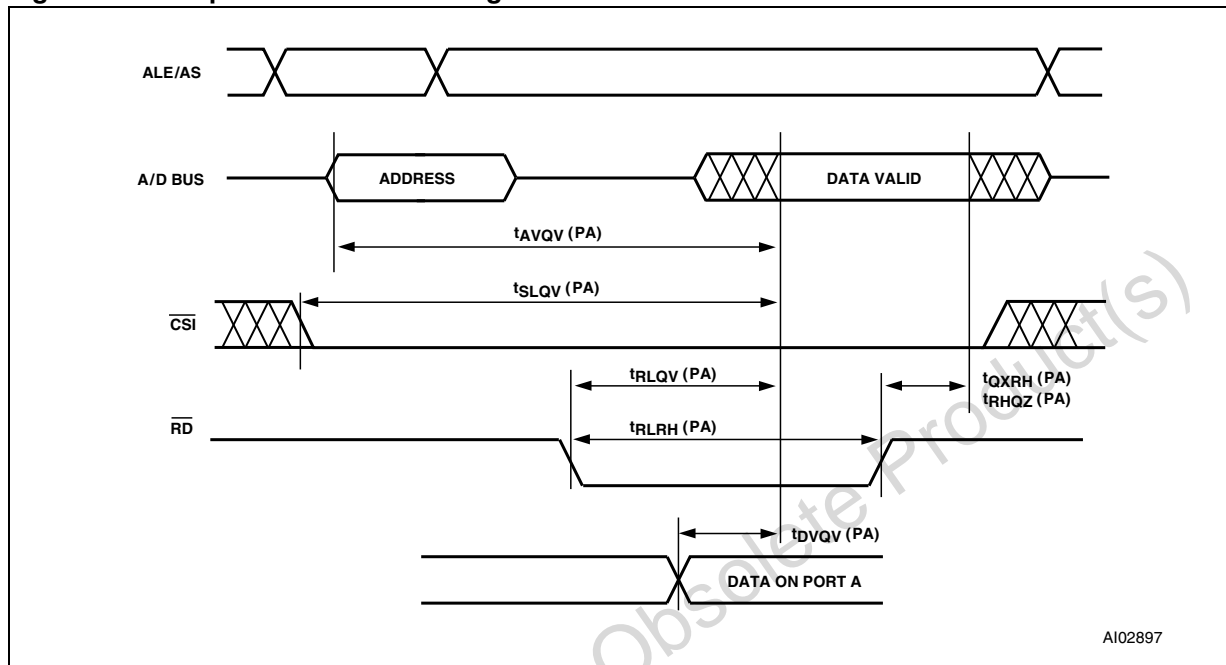 ALE/AS
A/D BUS
ADDRESS
DATA VALID
tAVQV (PA)
tSLQV (PA)
CSI
tRLQV (PA)
tQXRH (PA)
tRHQZ (PA)
RD
tRLRH (PA)
tDVQV (PA)
DATA ON PORT A
Obsolete Product(s)
AI02897